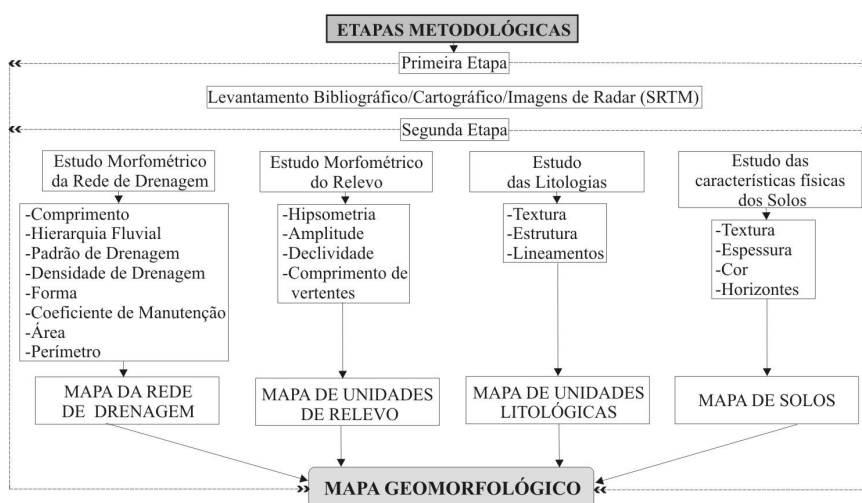 ETAPAS METODOLÓGICAS
Primeira Etapa
Levantamento Bibliográfico/Cartográfico/Imagens de Radar (SRTM)
Segunda Etapa
Estudo Morfométrico
da Rede de Drenagem
-Comprimento
-Hierarquia Fluvial
-Padrão de Drenagem
-Densidade de Drenagem
-Forma
-Coeficiente de Manutenção
-Área
-Perímetro
MAPA DA REDE
DE DRENAGEM
Estudo Morfométrico
do Relevo
-Hipsometria
-Amplitude
-Declividade
-Comprimento de
vertentes
MAPA DE UNIDADES
DE RELEVO
Estudo
das Litologias
-Textura
-Estrutura
-Lineamentos
MAPA DE UNIDADES
LITOLÓGICAS
Estudo das
características físicas
dos Solos
-Textura
-Espessura
-Cor
-Horizontes
MAPA DE SOLOS
MAPA GEOMORFOLÓGICO